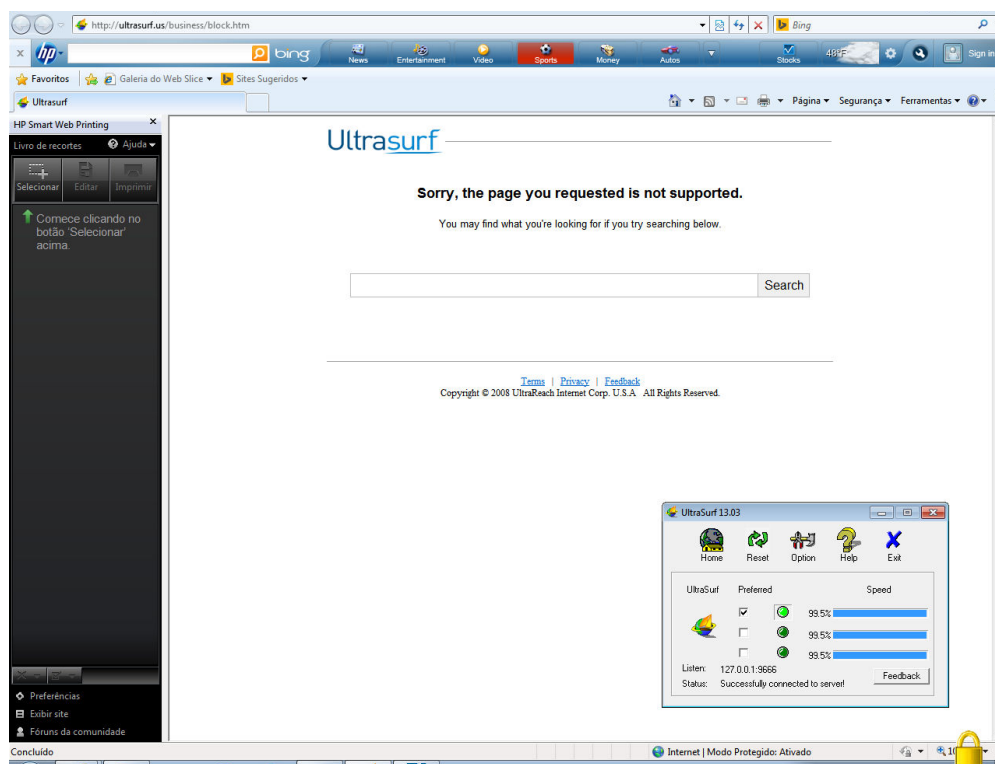 http://ultrasurf.us/business/block.htm
Bing
hp
bing
News
Entertainment
Video
Sports
Money
Autos
Stocks
48°F
Sign in
Favoritos
Galeria do Web Slice
Sites Sugeridos
Ultrasurf
Página
Segurança
Ferramentas
HP Smart Web Printing
Livro de recortes
Ajuda
Selecionar
Editar
Imprimir
Comece clicando no
botão 'Selecionar'
acima.
Ultrasurf
Sorry, the page you requested is not supported.
You may find what you're looking for if you try searching below.
Search
Terms | Privacy | Feedback
Copyright © 2008 UltraReach Internet Corp. U.S.A All Rights Reserved.
UltraSurf 13.03
Home
Reset
Option
Help
Exit
UltraSurf
Preferred
Speed
99.5%
99.5%
99.5%
Listen: 127.0.0.1:9666
Status: Successfully connected to server!
Feedback
Preferências
Exibir site
Fóruns da comunidade
Concluído
Internet | Modo Protegido: Ativado